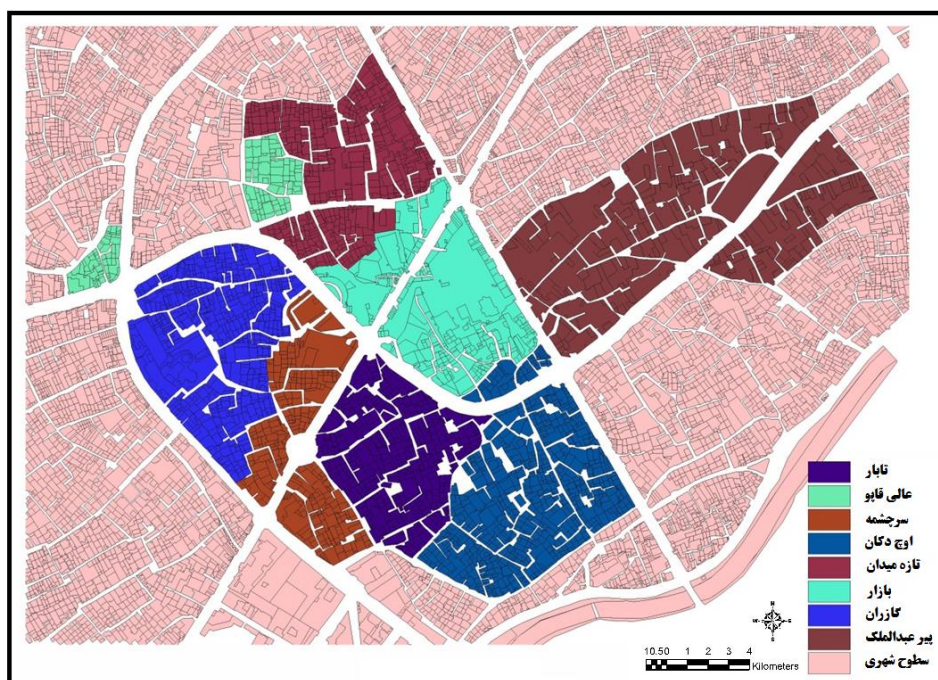 تابار
عالی قاپو
سرچشمه
اوچ دکان
تازه میدان
بازار
گازران
پیر عبدالملک
سطوح شهری
N
W E
S
10.50 1 2 3 4
Kilometers